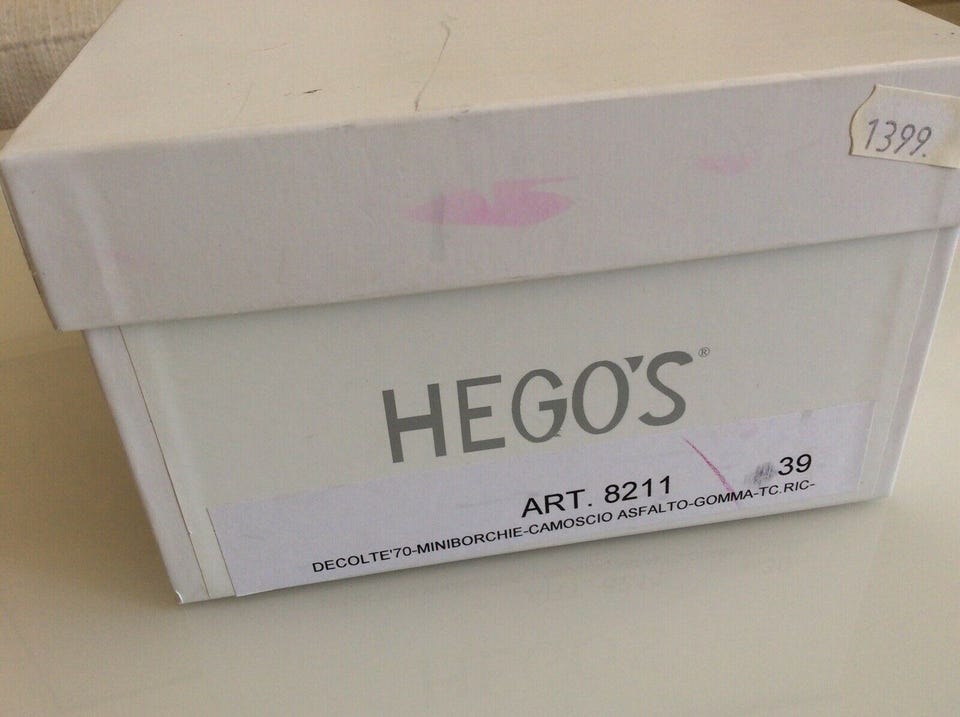 1399.
HEGO'S®
ART. 8211 39
DECOLTE'70-MINIBORCHIE-CAMOSCIO ASFALTO-GOMMA-TC.RIC-